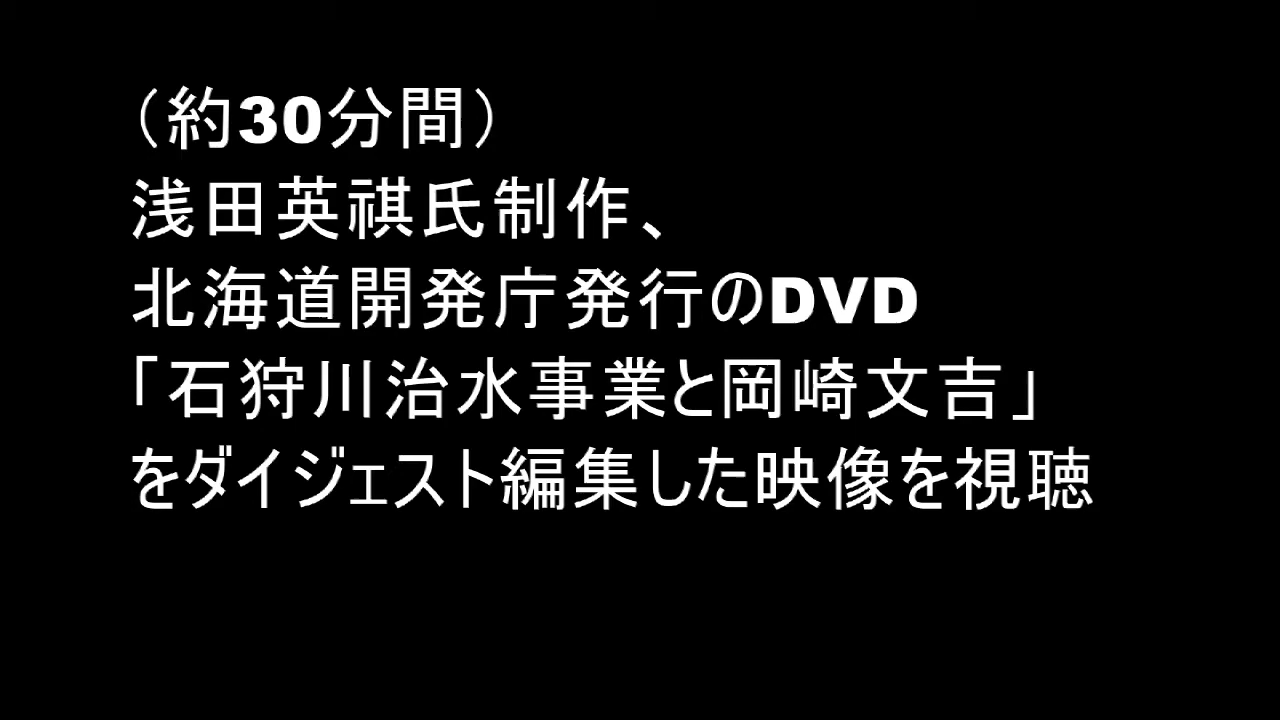 （約30分間）
浅田英祺氏制作、
北海道開発庁発行のDVD
「石狩川治水事業と岡崎文吉」
をダイジェスト編集した映像を視聴